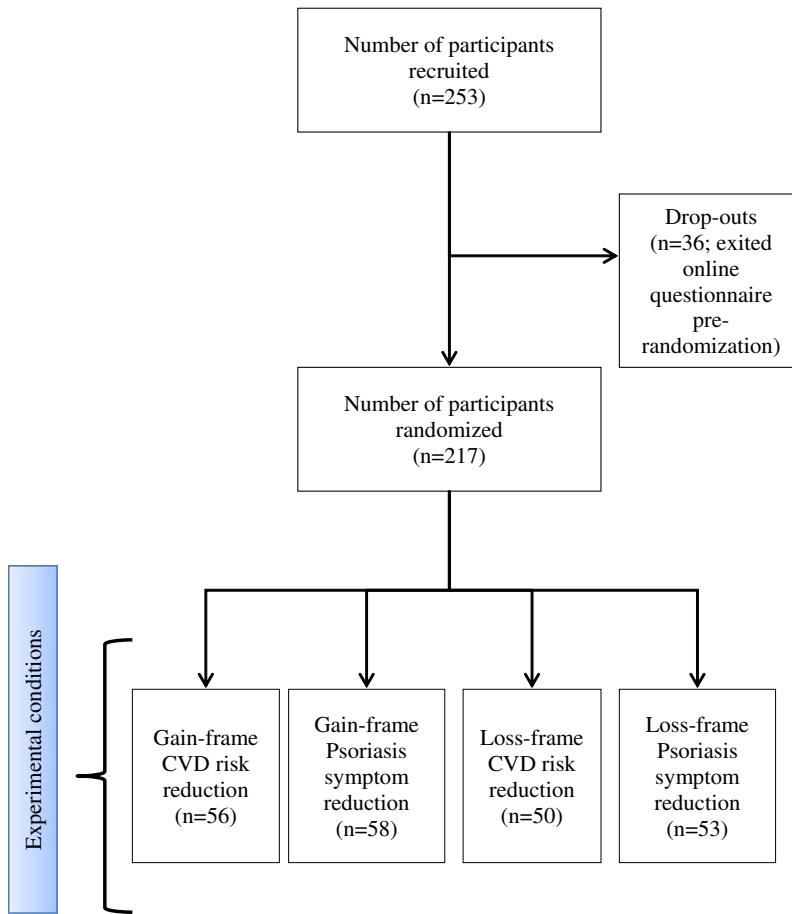 Number of participants
recruited
(n=253)
Drop-outs
(n=36; exited
online
questionnaire
pre-
randomization)
Number of participants
randomized
(n=217)
Experimental conditions
Gain-frame
CVD risk
reduction
(n=56)
Gain-frame
Psoriasis
symptom
reduction
(n=58)
Loss-frame
CVD risk
reduction
(n=50)
Loss-frame
Psoriasis
symptom
reduction
(n=53)